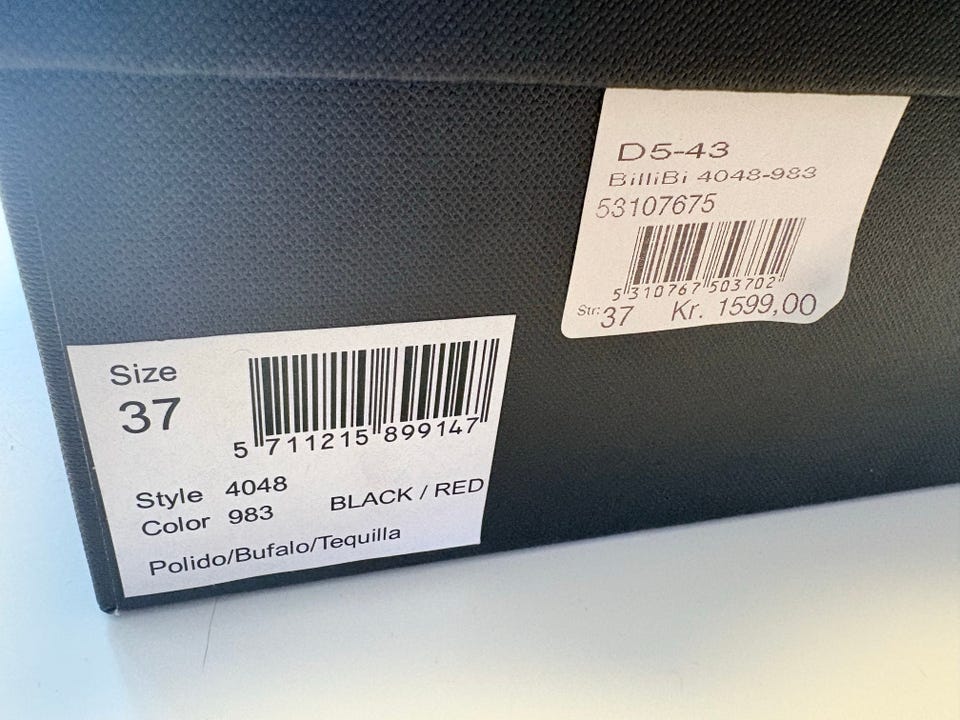 D5-43
BilliBi 4048-983
53107675
5 310767 503702
Str: 37 Kr. 1599,00
Size
37
5 711215 899147
Style 4048
Color 983 BLACK / RED
Polido/Bufalo/Tequilla